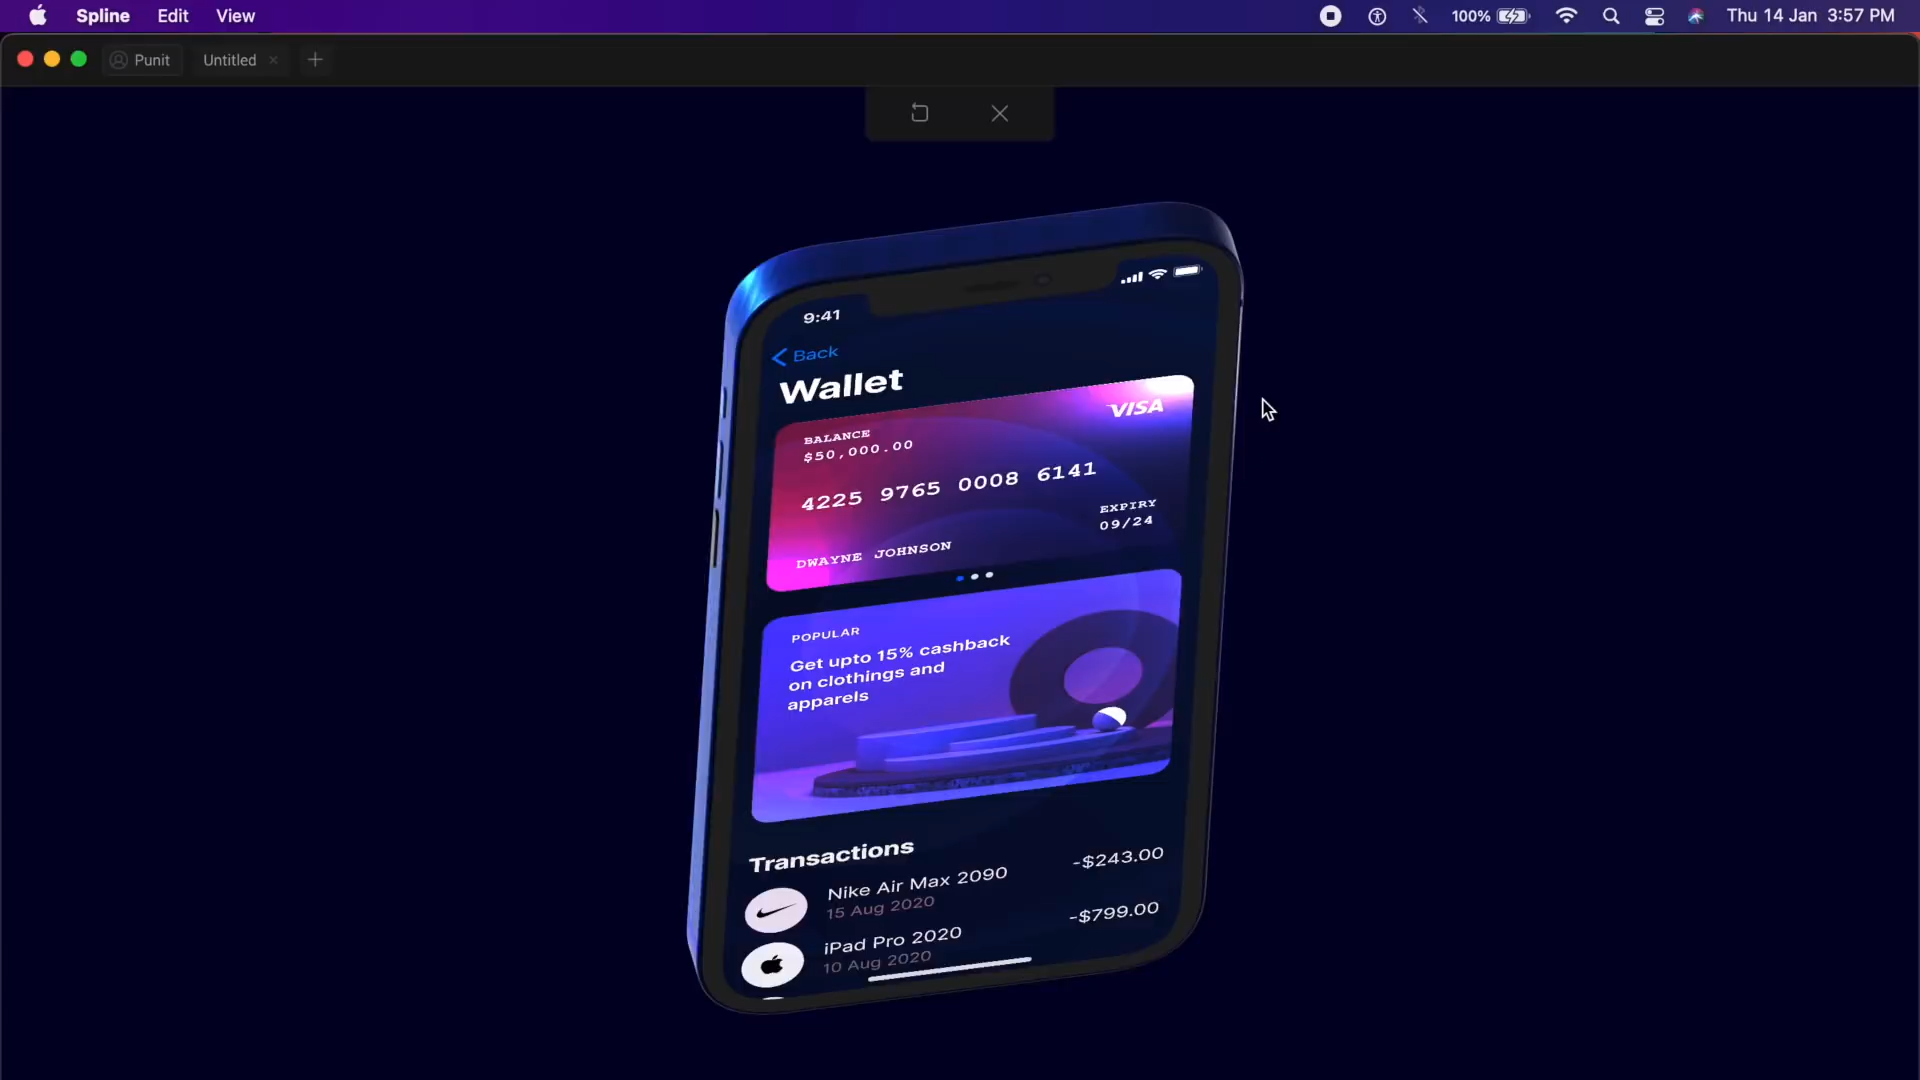 Spline Edit View 100% Thu 14 Jan 3:57 PM
Punit Untitled
9:41
Back
Wallet
VISA
BALANCE
$50,000.00
4225 9765 0008 6141
EXPIRY
09/24
DWAYNE JOHNSON
POPULAR
Get upto 15% cashback
on clothings and
apparels
Transactions
Nike Air Max 2090 -$243.00
15 Aug 2020
iPad Pro 2020 -$799.00
10 Aug 2020